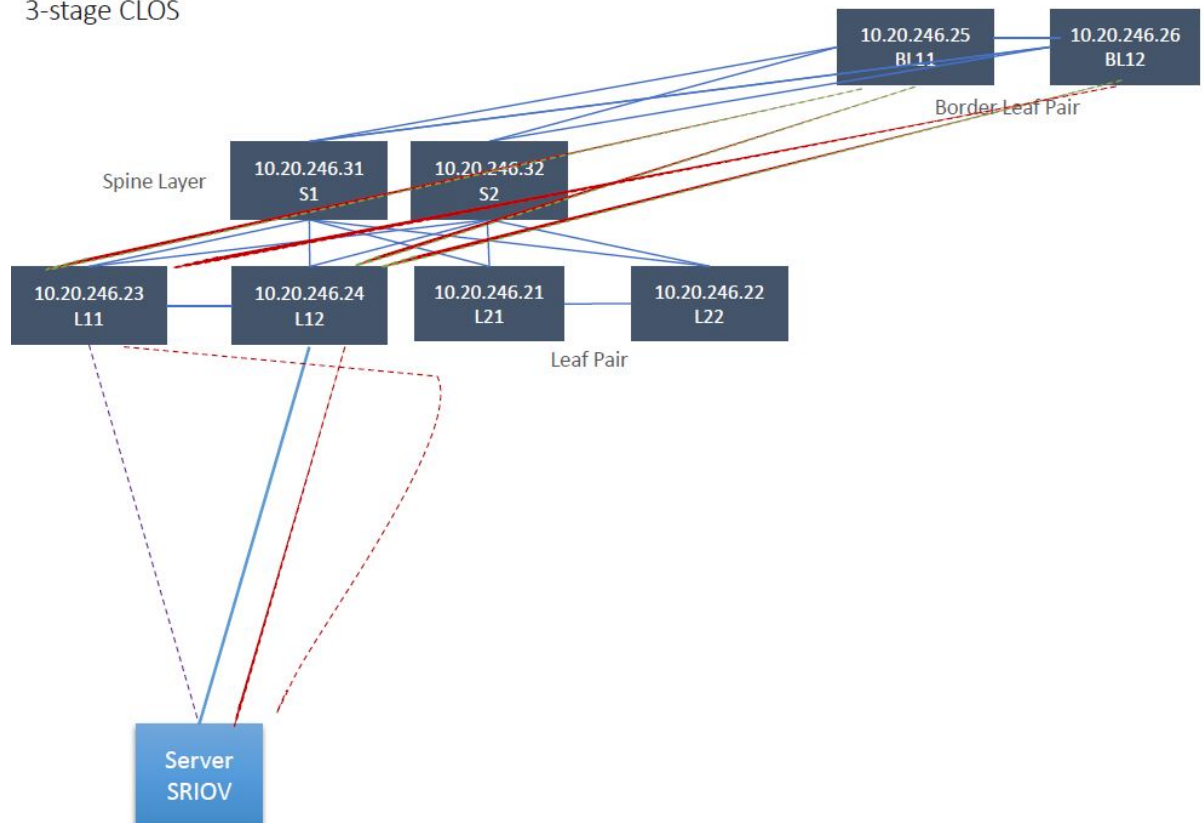 3-stage CLOS
10.20.246.25
BL11
10.20.246.26
BL12
Border Leaf Pair
Spine Layer
10.20.246.31
S1
10.20.246.32
S2
10.20.246.23
L11
10.20.246.24
L12
10.20.246.21
L21
10.20.246.22
L22
Leaf Pair
Server
SRIOV